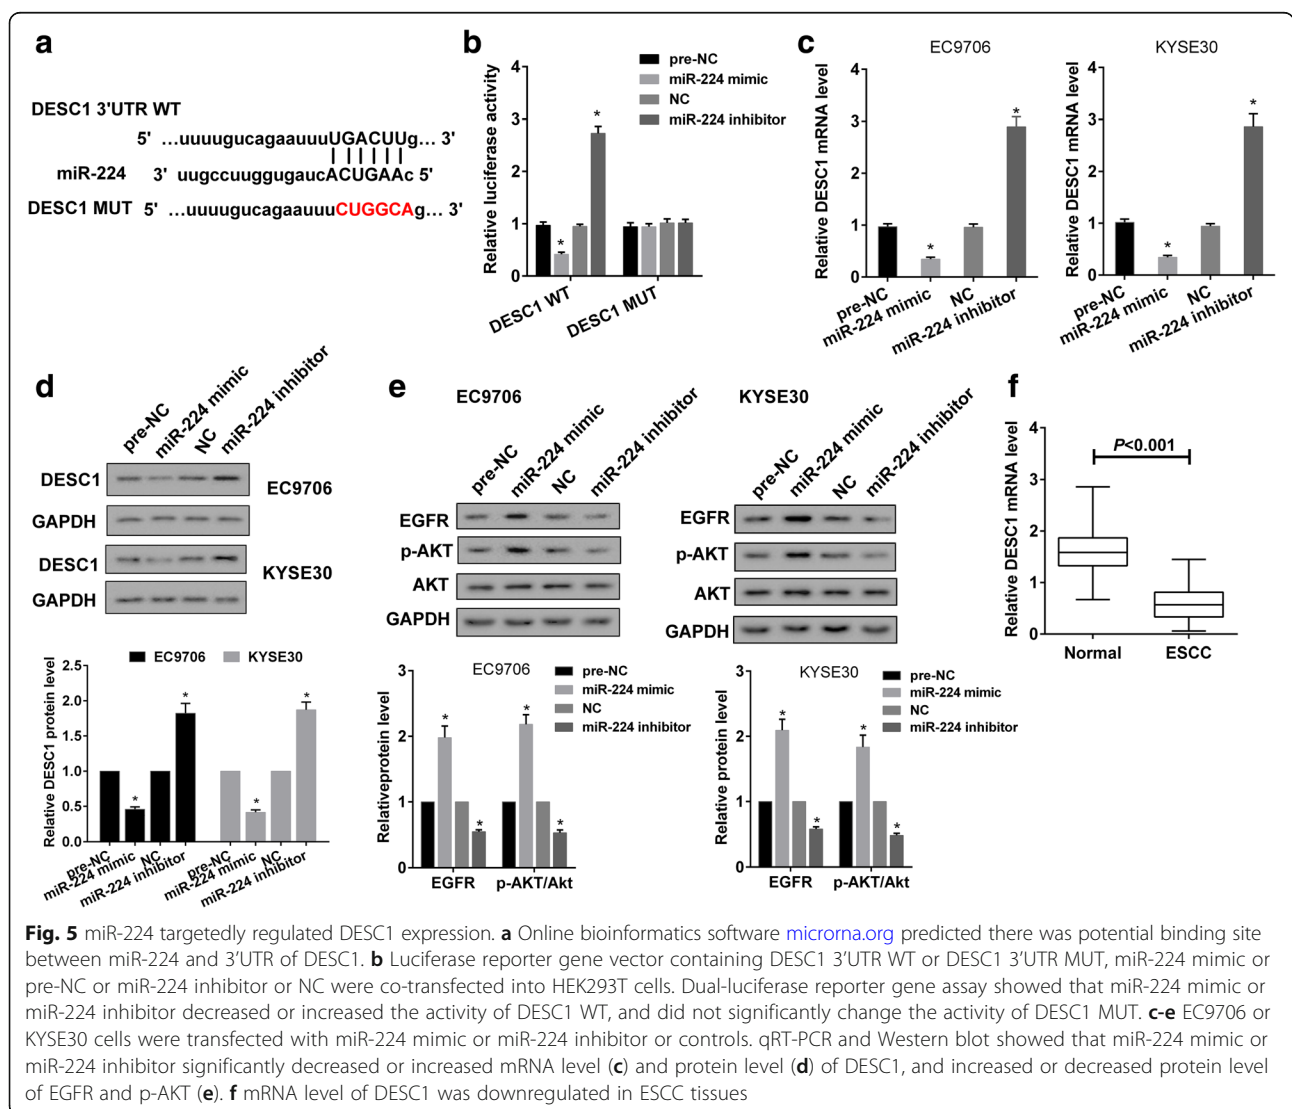 a
DESC1 3'UTR WT
5' ...uuuugucagaauuuUGACUUg... 3'
miR-224 3' uugccuuggugaucACUGAAc 5'
DESC1 MUT 5' ...uuuugucagaauuuCUGGCAg... 3'
b
pre-NC
miR-224 mimic
NC
miR-224 inhibitor
Relative luciferase activity
4
3
2
1
0
*
*
DESC1 WT
DESC1 MUT
c
EC9706
Relative DESC1 mRNA level
4
3
2
1
0
*
*
pre-NC
miR-224 mimic
NC
miR-224 inhibitor
KYSE30
Relative DESC1 mRNA level
4
3
2
1
0
*
*
pre-NC
miR-224 mimic
NC
miR-224 inhibitor
d
pre-NC
miR-224 mimic
NC
miR-224 inhibitor
DESC1
EC9706
GAPDH
DESC1
KYSE30
GAPDH
EC9706
KYSE30
Relative DESC1 protein level
2.5
2.0
1.5
1.0
0.5
0.0
*
*
*
*
pre-NC
miR-224 mimic
NC
miR-224 inhibitor
pre-NC
miR-224 mimic
NC
miR-224 inhibitor
e
EC9706
pre-NC
miR-224 mimic
NC
miR-224 inhibitor
EGFR
p-AKT
AKT
GAPDH
KYSE30
pre-NC
miR-224 mimic
NC
miR-224 inhibitor
EGFR
p-AKT
AKT
GAPDH
EC9706
pre-NC
miR-224 mimic
NC
miR-224 inhibitor
Relativeprotein level
3
2
1
0
*
*
*
*
EGFR
p-AKT/Akt
KYSE30
pre-NC
miR-224 mimic
NC
miR-224 inhibitor
Relative protein level
3
2
1
0
*
*
*
*
EGFR
p-AKT/Akt
f
Relative DESC1 mRNA level
4
3
2
1
0
P<0.001
Normal
ESCC
Fig. 5 miR-224 targetedly regulated DESC1 expression. a Online bioinformatics software microrna.org predicted there was potential binding site
between miR-224 and 3'UTR of DESC1. b Luciferase reporter gene vector containing DESC1 3'UTR WT or DESC1 3'UTR MUT, miR-224 mimic or
pre-NC or miR-224 inhibitor or NC were co-transfected into HEK293T cells. Dual-luciferase reporter gene assay showed that miR-224 mimic or
miR-224 inhibitor decreased or increased the activity of DESC1 WT, and did not significantly change the activity of DESC1 MUT. c-e EC9706 or
KYSE30 cells were transfected with miR-224 mimic or miR-224 inhibitor or controls. qRT-PCR and Western blot showed that miR-224 mimic or
miR-224 inhibitor significantly decreased or increased mRNA level (c) and protein level (d) of DESC1, and increased or decreased protein level
of EGFR and p-AKT (e). f mRNA level of DESC1 was downregulated in ESCC tissues